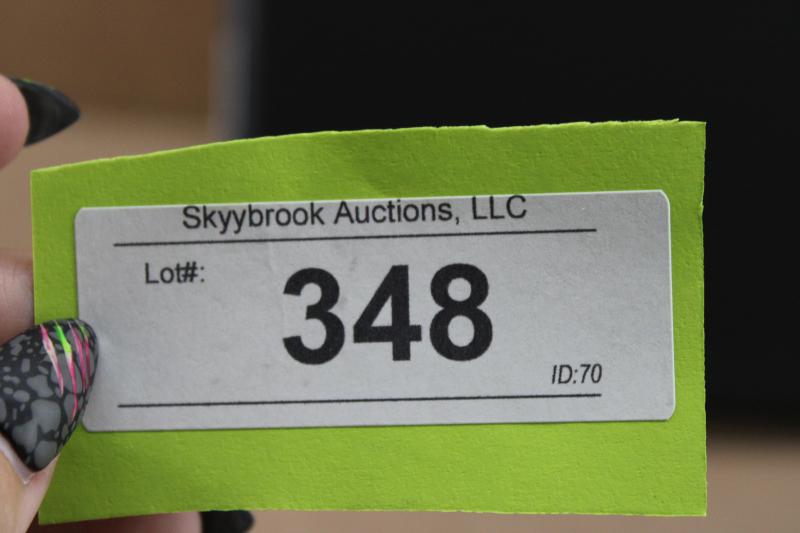 Skyybrook Auctions, LLC
Lot#:
348
ID:70